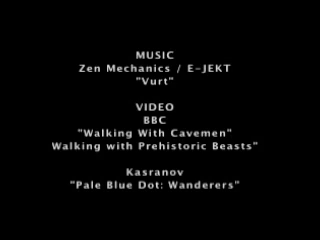 MUSIC
Zen Mechanics / E-JEKT
"Vurt"
VIDEO
BBC
"Walking With Cavemen"
Walking with Prehistoric Beasts"
Kasranov
"Pale Blue Dot: Wanderers"